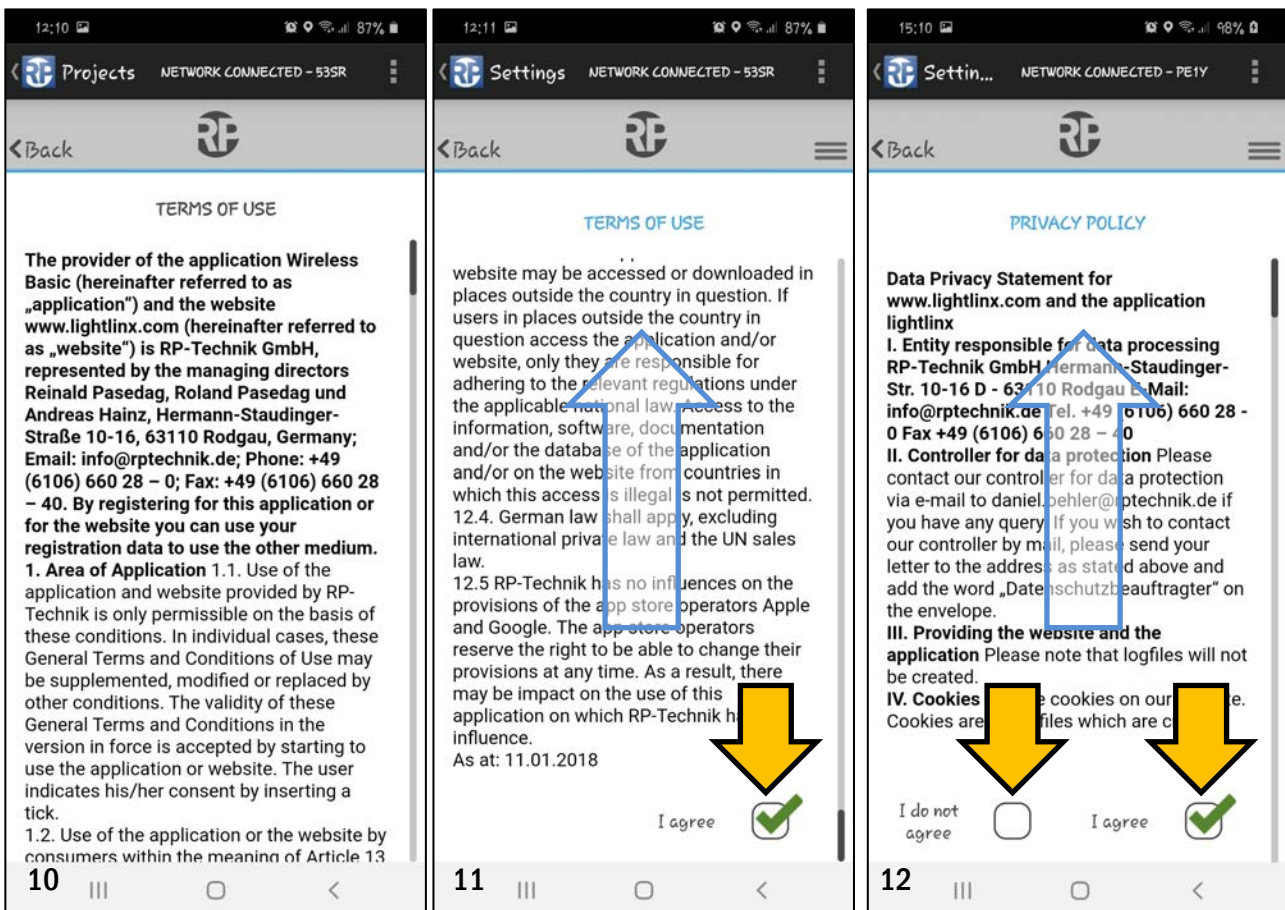 12:10 87%
RP Projects NETWORK CONNECTED - 53SR
Back RP
TERMS OF USE
The provider of the application Wireless
Basic (hereinafter referred to as
„application“) and the website
www.lightlinx.com (hereinafter referred to
as „website“) is RP-Technik GmbH,
represented by the managing directors
Reinald Pasedag, Roland Pasedag und
Andreas Hainz, Hermann-Staudinger-
Straße 10-16, 63110 Rodgau, Germany;
Email: info@rptechnik.de; Phone: +49
(6106) 660 28 – 0; Fax: +49 (6106) 660 28
– 40. By registering for this application or
for the website you can use your
registration data to use the other medium.
1. Area of Application 1.1. Use of the
application and website provided by RP-
Technik is only permissible on the basis of
these conditions. In individual cases, these
General Terms and Conditions of Use may
be supplemented, modified or replaced by
other conditions. The validity of these
General Terms and Conditions in the
version in force is accepted by starting to
use the application or website. The user
indicates his/her consent by inserting a
tick.
1.2. Use of the application or the website by
consumers within the meaning of Article 13
10
12:11 87%
RP Settings NETWORK CONNECTED - 53SR
Back RP
TERMS OF USE
website may be accessed or downloaded in
places outside the country in question. If
users in places outside the country in
question access the application and/or
website, only they are responsible for
adhering to the relevant regulations under
the applicable national law. Access to the
information, software, documentation
and/or the database of the application
and/or on the website from countries in
which this access is illegal is not permitted.
12.4. German law shall apply, excluding
international private law and the UN sales
law.
12.5 RP-Technik has no influences on the
provisions of the app store operators Apple
and Google. The app store operators
reserve the right to be able to change their
provisions at any time. As a result, there
may be impact on the use of this
application on which RP-Technik
influence.
As at: 11.01.2018
I agree
11
15:10 98%
RP Settin... NETWORK CONNECTED - PE1Y
Back RP
PRIVACY POLICY
Data Privacy Statement for
www.lightlinx.com and the application
lightlinx
I. Entity responsible for data processing
RP-Technik GmbH Hermann-Staudinger-
Str. 10-16 D - 63110 Rodgau E-Mail:
info@rptechnik.de Tel. +49 (6106) 660 28 -
0 Fax +49 (6106) 660 28 – 40
II. Controller for data protection Please
contact our controller for data protection
via e-mail to daniel.oehler@rptechnik.de if
you have any query. If you wish to contact
our controller by mail, please send your
letter to the address as stated above and
add the word „Datenschutzbeauftragter“ on
the envelope.
III. Providing the website and the
application Please note that logfiles will not
be created.
IV. Cookies cookies on our
Cookies are files which are
I do not
agree
I agree
12